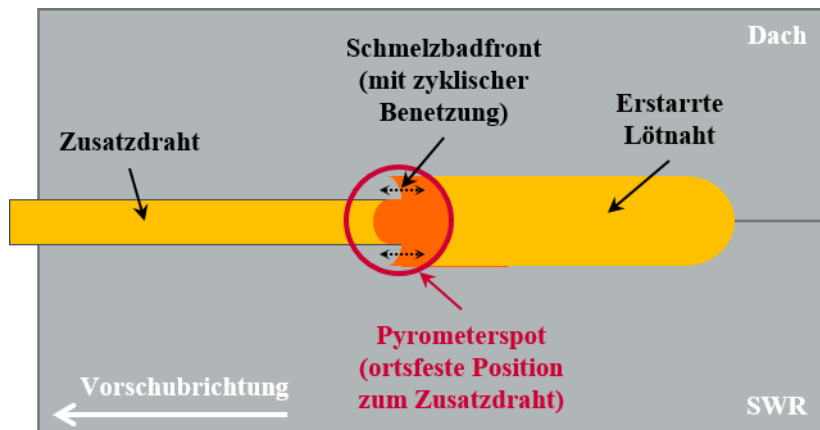 Dach
Schmelzbadfront
(mit zyklischer
Benetzung)
Erstarrte
Lötnaht
Zusatzdraht
Pyrometerspot
(ortsfeste Position
zum Zusatzdraht)
Vorschubrichtung
SWR